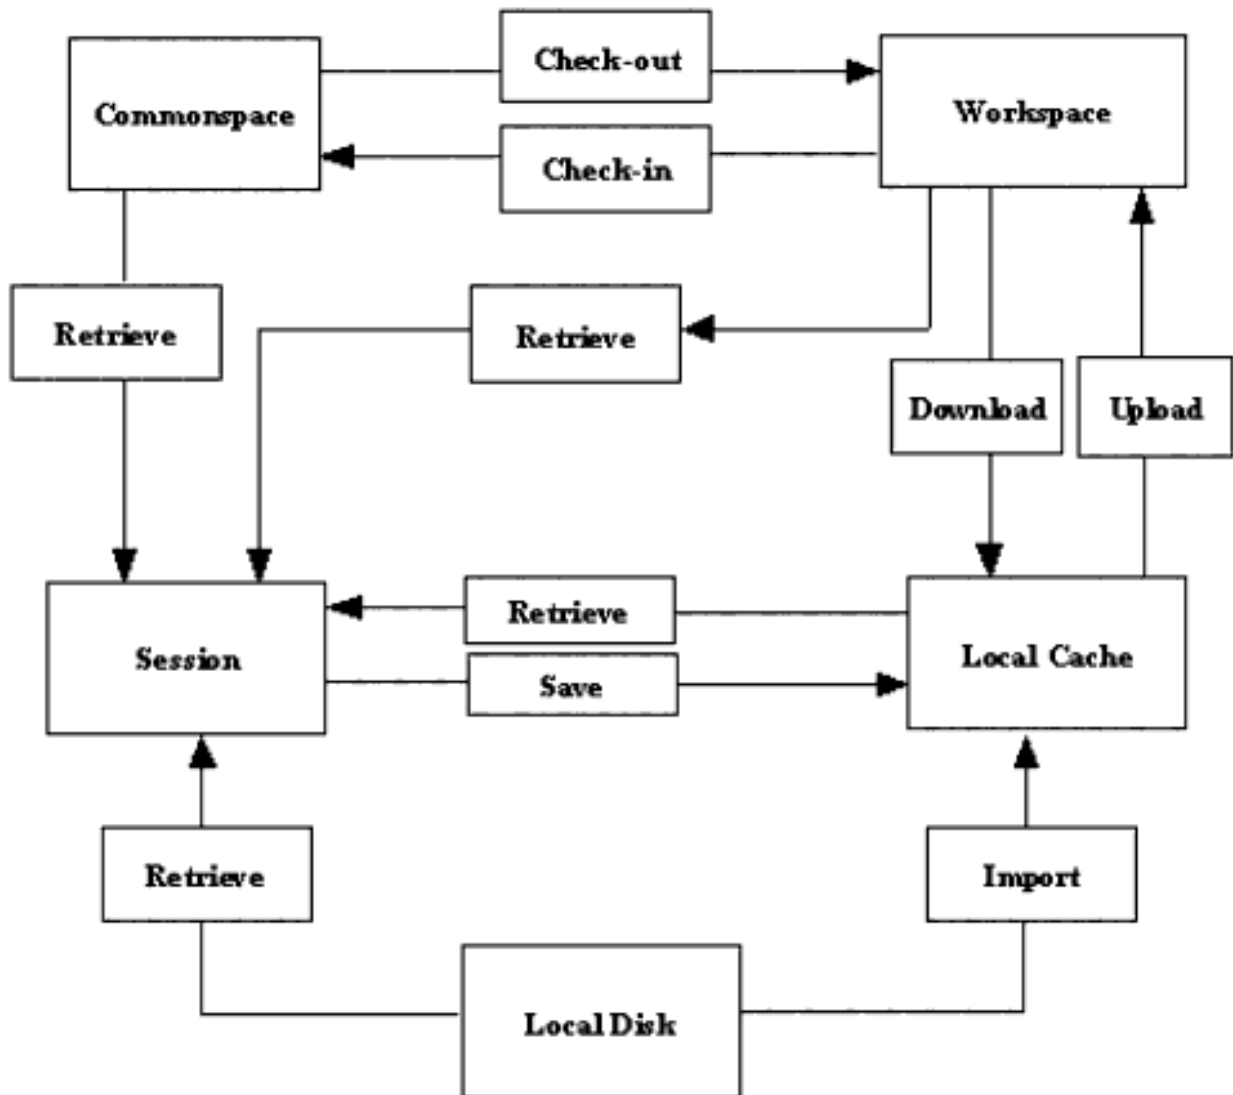 Check-out
Commonspace
Workspace
Check-in
Retrieve
Retrieve
Download
Upload
Retrieve
Session
Local Cache
Save
Retrieve
Import
Local Disk